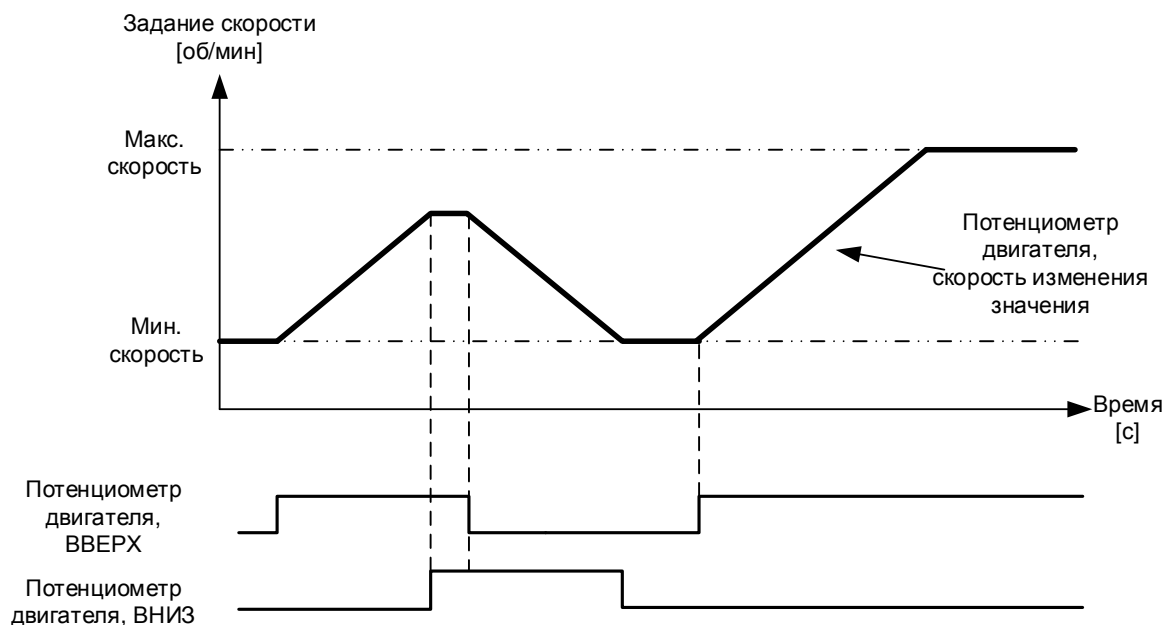 Задание скорости
[об/мин]
Макс.
скорость
Потенциометр
двигателя,
скорость изменения
значения
Мин.
скорость
Время
[с]
Потенциометр
двигателя,
ВВЕРХ
Потенциометр
двигателя, ВНИЗ